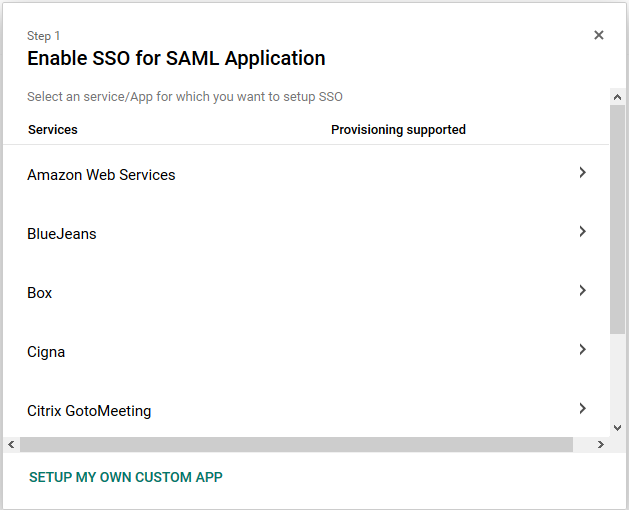 Step 1
Enable SSO for SAML Application
Select an service/App for which you want to setup SSO
Services Provisioning supported
Amazon Web Services
BlueJeans
Box
Cigna
Citrix GotoMeeting
SETUP MY OWN CUSTOM APP